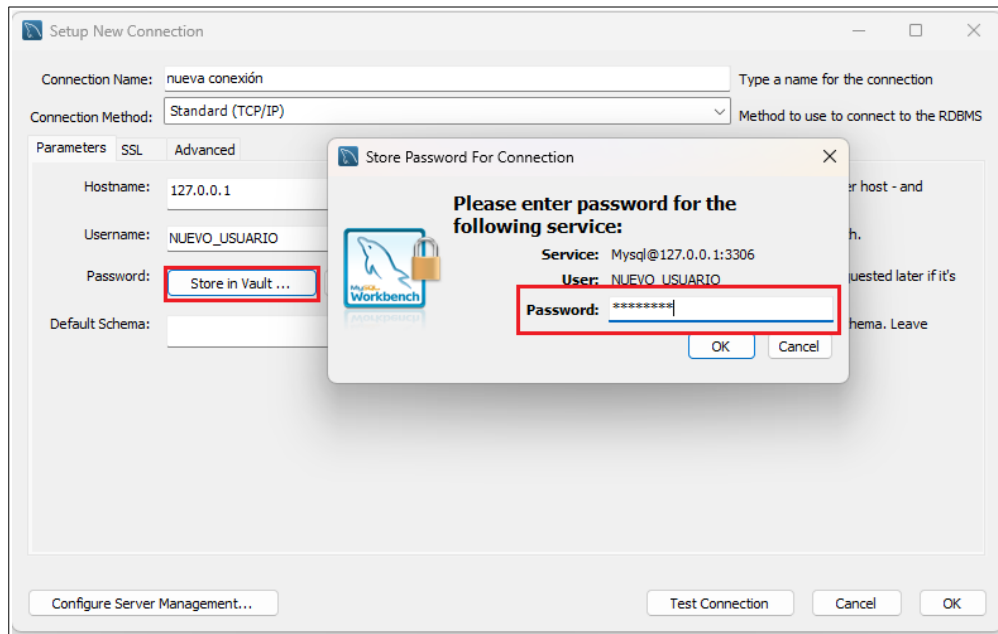 Setup New Connection
Connection Name: nueva conexión Type a name for the connection
Connection Method: Standard (TCP/IP) Method to use to connect to the RDBMS
Parameters SSL Advanced
Store Password For Connection
Hostname: 127.0.0.1 host - and
Please enter password for the
following service:
Username: NUEVO_USUARIO
Service: Mysql@127.0.0.1:3306
Password: Store in Vault ... later if it's
User: NUEVO_USUARIO
MySQL
Workbench
Password: ********
Default Schema: Leave
OK Cancel
Configure Server Management... Test Connection Cancel OK